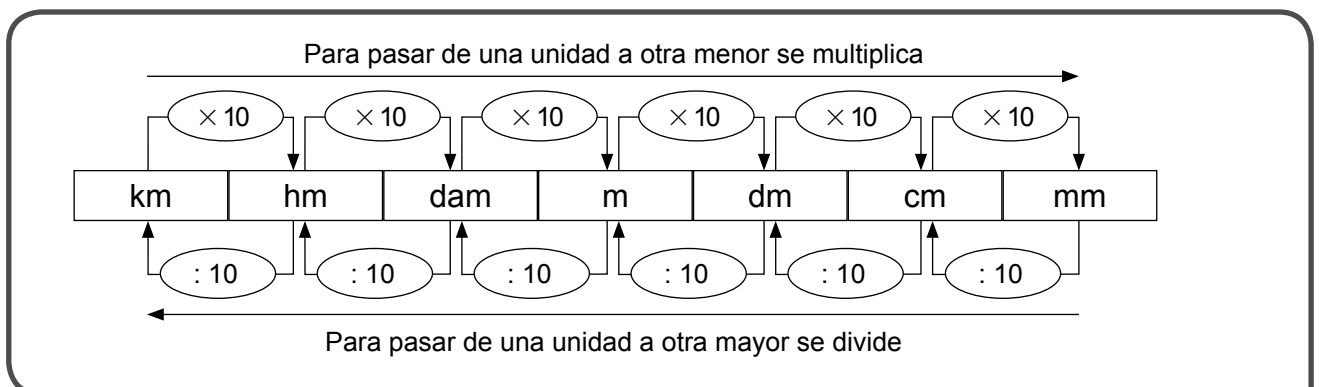 Para pasar de una unidad a otra menor se multiplica
× 10 × 10 × 10 × 10 × 10 × 10
km hm dam m dm cm mm
: 10 : 10 : 10 : 10 : 10 : 10
Para pasar de una unidad a otra mayor se divide